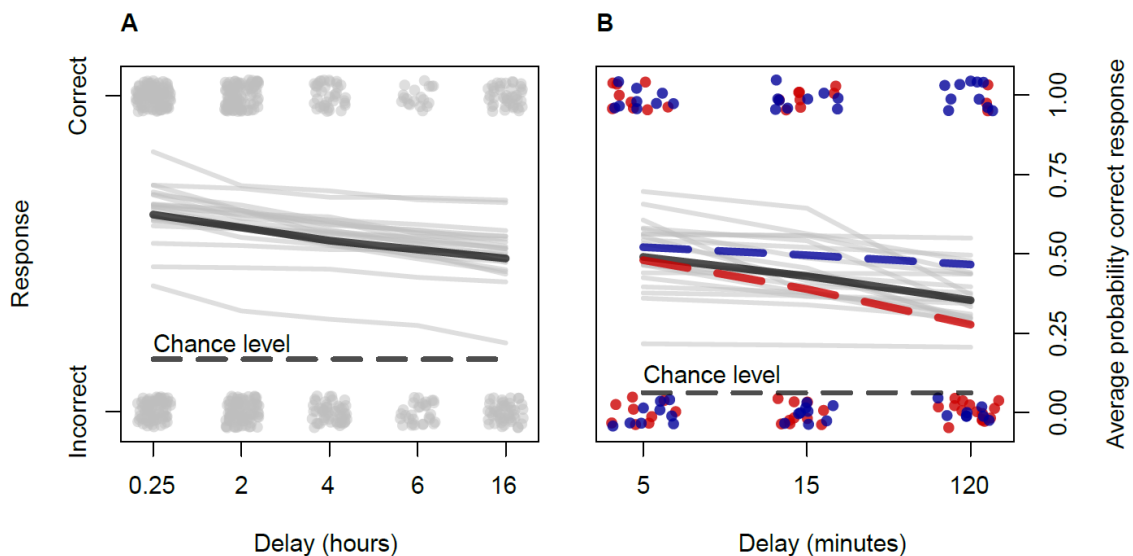 A
B
Response
Correct
Incorrect
Chance level
0.25 2 4 6 16
Delay (hours)
Chance level
5 15 120
Delay (minutes)
1.00
0.75
0.50
0.25
0.00
Average probability correct response